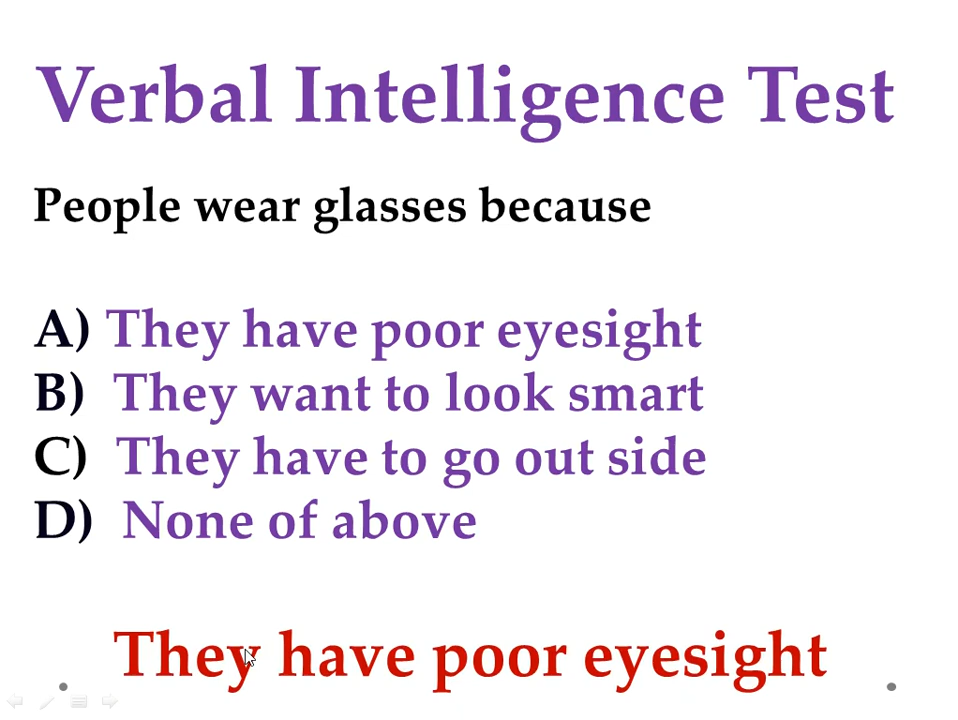 Verbal Intelligence Test
People wear glasses because
A) They have poor eyesight
B) They want to look smart
C) They have to go out side
D) None of above
They have poor eyesight